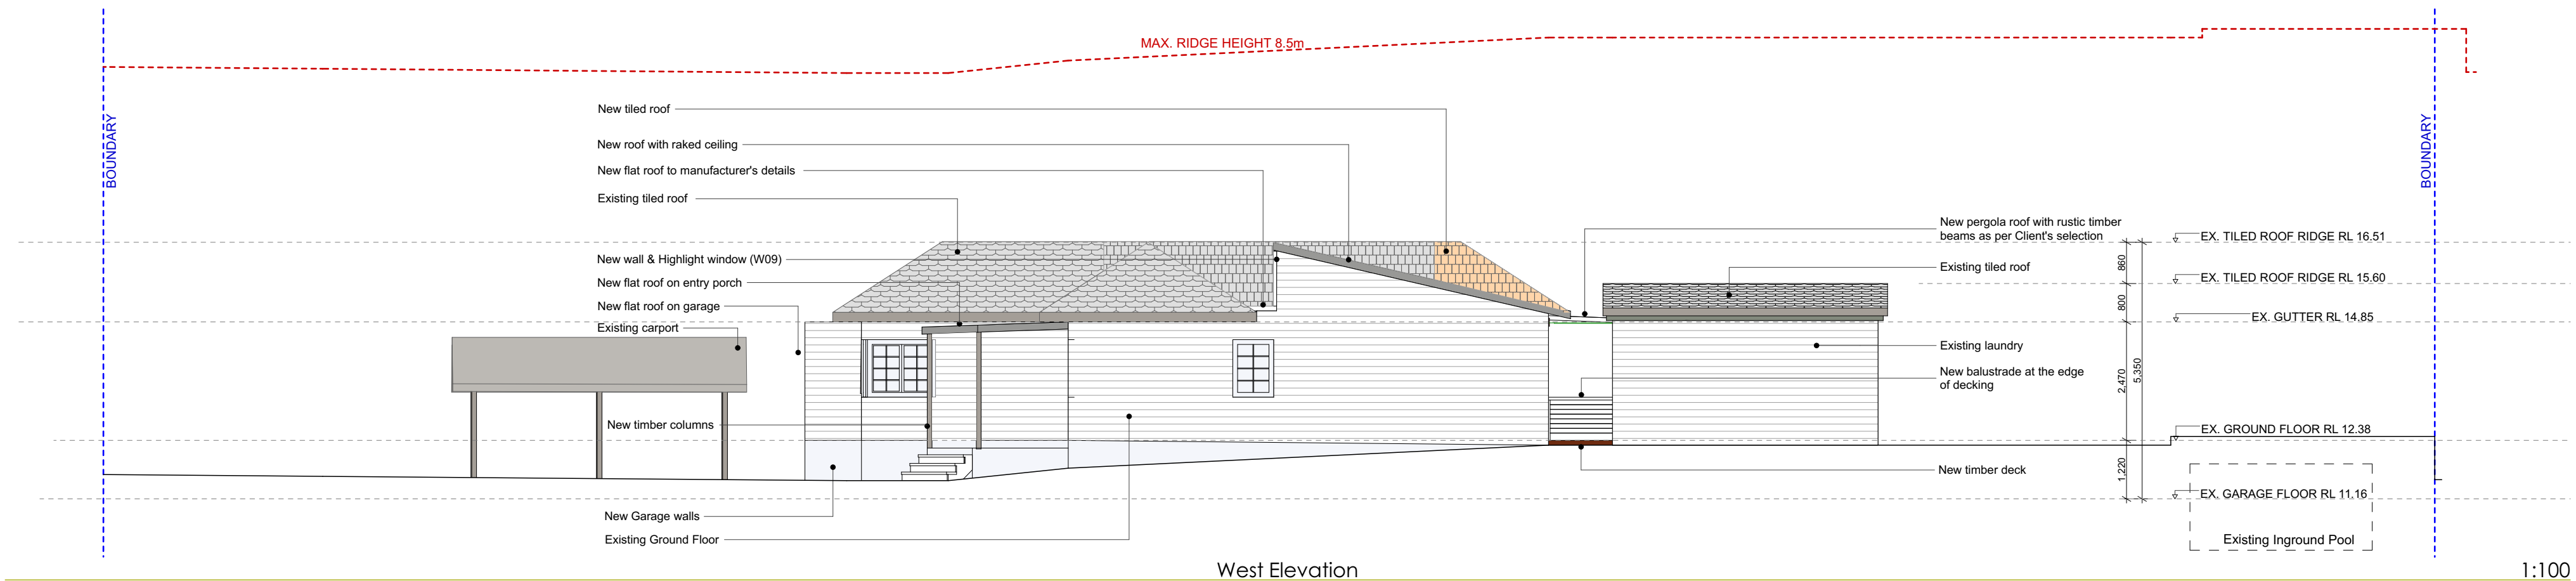 MAX. RIDGE HEIGHT 8.5m
BOUNDARY
BOUNDARY
New tiled roof
New roof with raked ceiling
New flat roof to manufacturer's details
Existing tiled roof
New wall & Highlight window (W09)
New flat roof on entry porch
New flat roof on garage
Existing carport
New timber columns
New Garage walls
Existing Ground Floor
New pergola roof with rustic timber
beams as per Client's selection
Existing tiled roof
Existing laundry
New balustrade at the edge
of decking
New timber deck
860
800
2,470
5,350
1,220
EX. TILED ROOF RIDGE RL 16.51
EX. TILED ROOF RIDGE RL 15.60
EX. GUTTER RL 14.85
EX. GROUND FLOOR RL 12.38
EX. GARAGE FLOOR RL 11.16
Existing Inground Pool
West Elevation
1:100